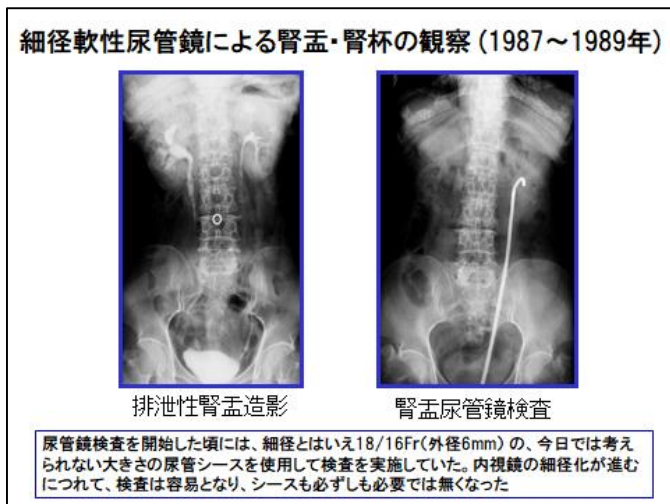 細径軟性尿管鏡による腎盂・腎杯の観察（1987～1989年）
排泄性腎盂造影
腎盂尿管鏡検査
尿管鏡検査を開始した頃には、細径とはいえ18/16Fr(外径6mm) の、今日では考え
られない大きさの尿管シースを使用して検査を実施していた。内視鏡の細径化が進む
につれて、検査は容易となり、シースも必ずしも必要では無くなった